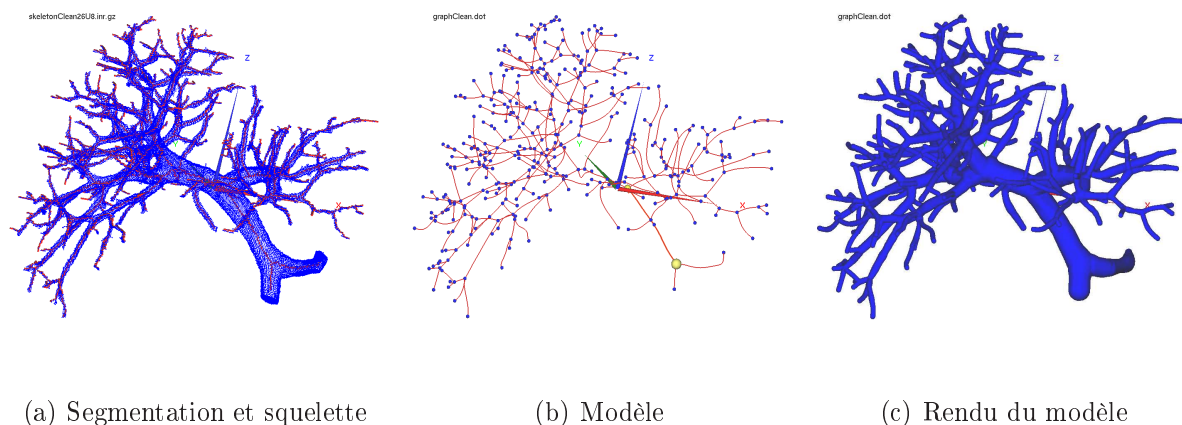 skeletonClean26U8.inr.gz
graphClean.dot
graphClean.dot
Z
Z
Z
Y
Y
Y
X
X
X
(a) Segmentation et squelette
(b) Modèle
(c) Rendu du modèle